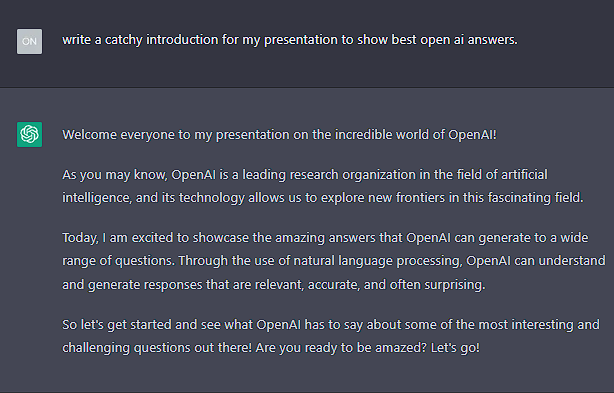 ON
write a catchy introduction for my presentation to show best open ai answers.
Welcome everyone to my presentation on the incredible world of OpenAI!
As you may know, OpenAI is a leading research organization in the field of artificial
intelligence, and its technology allows us to explore new frontiers in this fascinating field.
Today, I am excited to showcase the amazing answers that OpenAI can generate to a wide
range of questions. Through the use of natural language processing, OpenAI can understand
and generate responses that are relevant, accurate, and often surprising.
So let's get started and see what OpenAI has to say about some of the most interesting and
challenging questions out there! Are you ready to be amazed? Let's go!